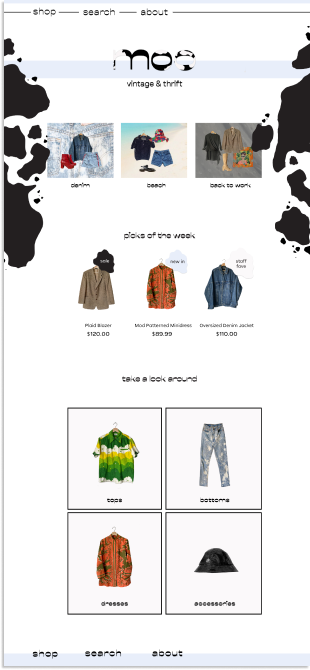 shop search about
moo
vintage & thrift
denim beach back to work
picks of the week
sale new in staff
fave
Plaid Blazer Mod Patterned Minidress Oversized Denim Jacket
$120.00 $89.99 $110.00
take a look around
tops bottoms
dresses accessories
shop search about